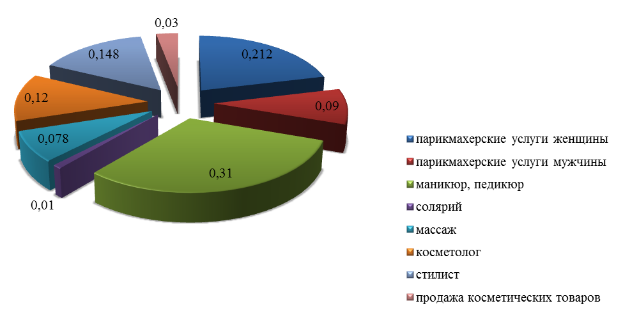 0,03
0,148
0,212
0,12
0,09
0,078
0,31
0,01
парикмахерские услуги женщины
парикмахерские услуги мужчины
маникюр, педикюр
солярий
массаж
косметолог
стилист
продажа косметических товаров